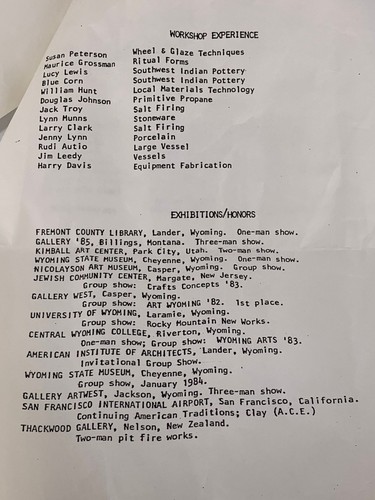 WORKSHOP EXPERIENCE
Susan Peterson Wheel & Glaze Techniques
Maurice Grossman Ritual Forms
Lucy Lewis Southwest Indian Pottery
Blue Corn Southwest Indian Pottery
William Hunt Local Materials Technology
Douglas Johnson Primitive Propane
Jack Troy Salt Firing
Lynn Munns Stoneware
Larry Clark Salt Firing
Jenny Lynn Porcelain
Rudi Autio Large Vessel
Jim Leedy Vessels
Harry Davis Equipment Fabrication
EXHIBITIONS/HONORS
FREMONT COUNTY LIBRARY, Lander, Wyoming. One-man show.
GALLERY '85, Billings, Montana. Three-man show.
KIMBALL ART CENTER, Park City, Utah. Two-man show.
WYOMING STATE MUSEUM, Cheyenne, Wyoming. One-man show.
NICOLAYSON ART MUSEUM, Casper, Wyoming. Group show.
JEWISH COMMUNITY CENTER, Margate, New Jersey.
Group show: Crafts Concepts '83.
GALLERY WEST, Casper, Wyoming.
Group show: ART WYOMING '82. 1st place.
UNIVERSITY OF WYOMING, Laramie, Wyoming.
Group show: Rocky Mountain New Works.
CENTRAL WYOMING COLLEGE, Riverton, Wyoming.
One-man show; Group show: WYOMING ARTS '83.
AMERICAN INSTITUTE OF ARCHITECTS, Lander, Wyoming.
Invitational Group Show.
WYOMING STATE MUSEUM, Cheyenne, Wyoming.
Group show, January 1984.
GALLERY ARTWEST, Jackson, Wyoming. Three-man show.
SAN FRANCISCO INTERNATIONAL AIRPORT, San Francisco, California.
Continuing American Traditions; Clay (A.C.E.)
THACKWOOD GALLERY, Nelson, New Zealand.
Two-man pit fire works.